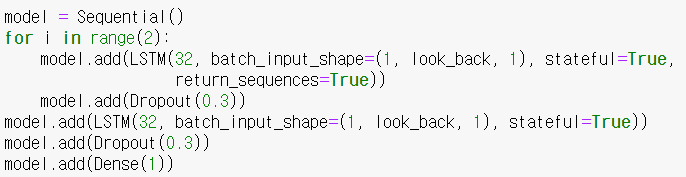 model = Sequential()
for i in range(2):
    model.add(LSTM(32, batch_input_shape=(1, look_back, 1), stateful=True,
                   return_sequences=True))
    model.add(Dropout(0.3))
model.add(LSTM(32, batch_input_shape=(1, look_back, 1), stateful=True))
model.add(Dropout(0.3))
model.add(Dense(1))